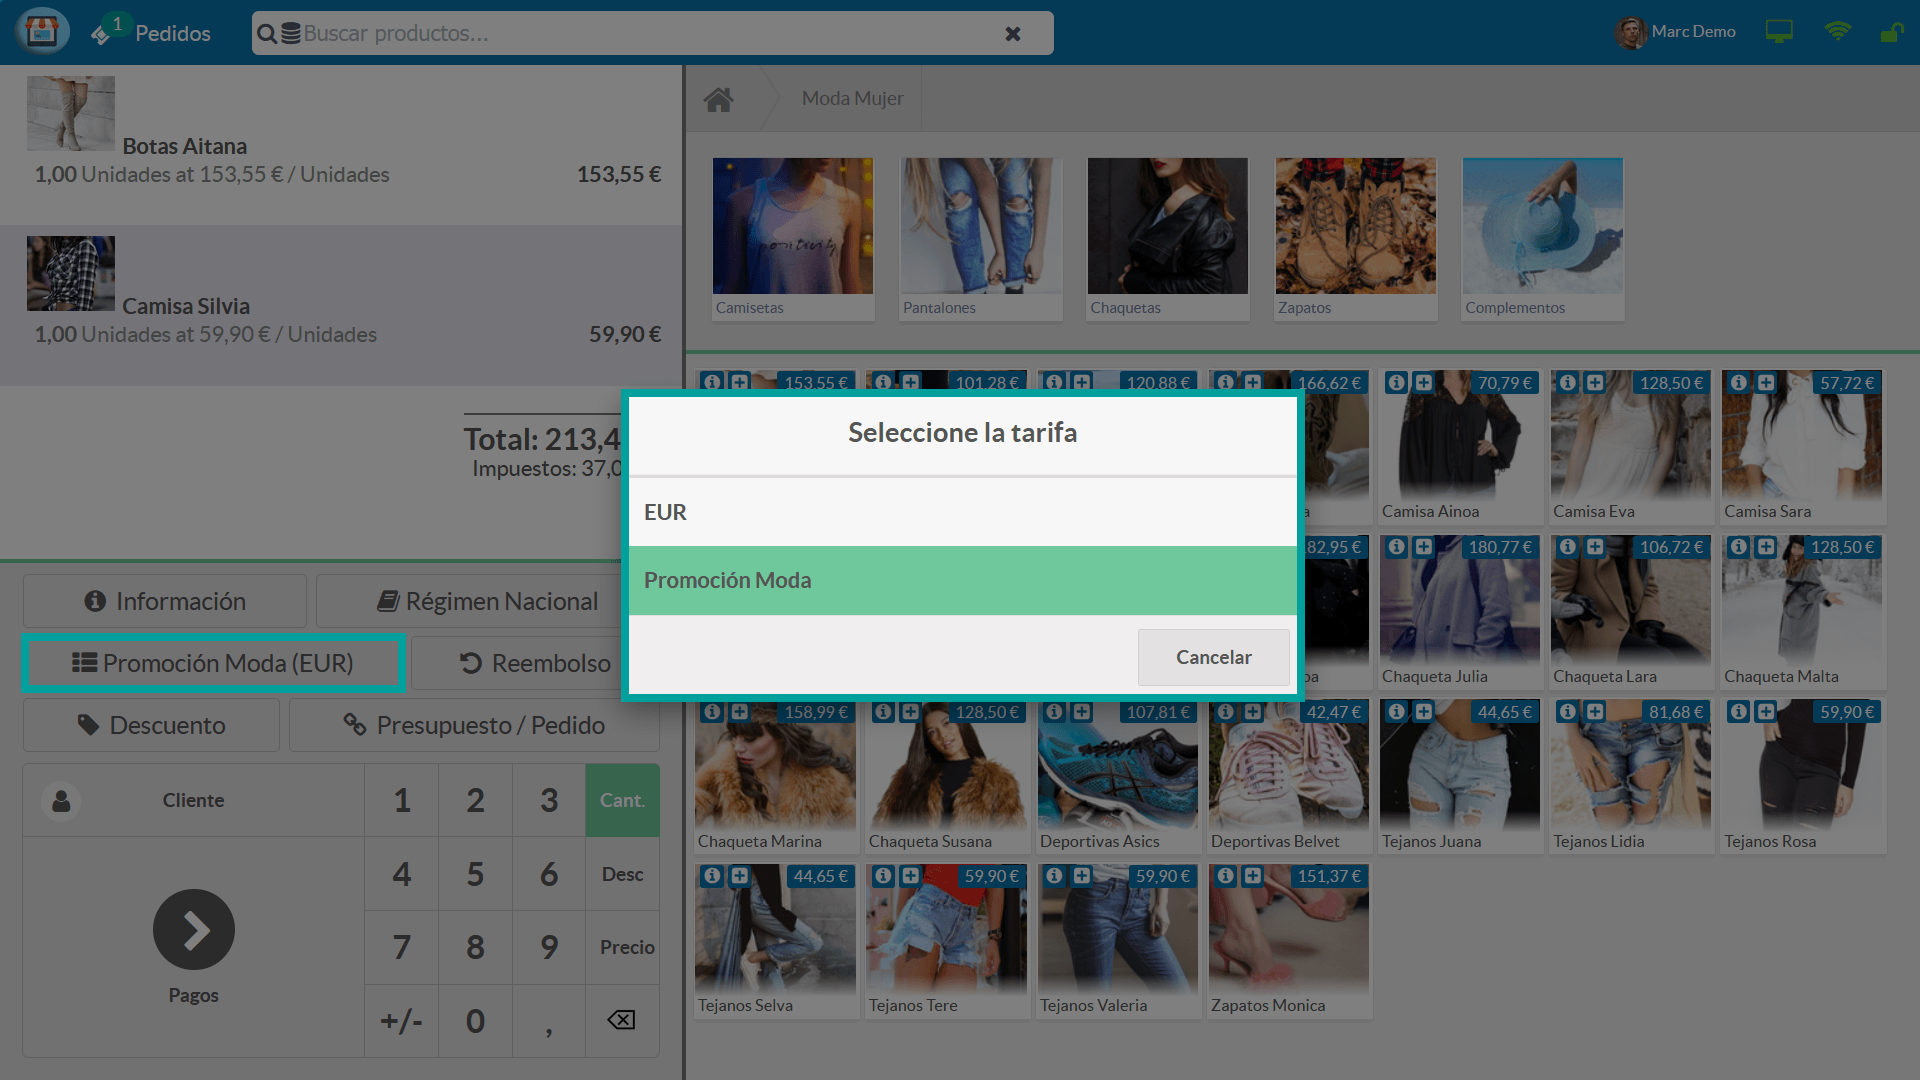 1
Pedidos
Buscar productos...
Marc Demo
Botas Aitana
1,00 Unidades at 153,55 € / Unidades
153,55 €
Camisa Silvia
1,00 Unidades at 59,90 € / Unidades
59,90 €
Total: 213,4
Impuestos: 37,0
Información
Régimen Nacional
Promoción Moda (EUR)
Reembolso
Descuento
Presupuesto / Pedido
Cliente
1
2
3
Cant.
4
5
6
Desc
7
8
9
Precio
Pagos
+/-
0
,
Moda Mujer
Camisetas
Pantalones
Chaquetas
Zapatos
Complementos
positivity
153,55 €
101,28 €
120,88 €
166,62 €
70,79 €
128,50 €
57,72 €
Camisa Ainoa
Camisa Eva
Camisa Sara
82,95 €
180,77 €
106,72 €
128,50 €
Chaqueta Julia
Chaqueta Lara
Chaqueta Malta
158,99 €
128,50 €
107,81 €
42,47 €
44,65 €
81,68 €
59,90 €
Chaqueta Marina
Chaqueta Susana
Deportivas Asics
Deportivas Belvet
Tejanos Juana
Tejanos Lidia
Tejanos Rosa
44,65 €
59,90 €
59,90 €
151,37 €
Tejanos Selva
Tejanos Tere
Tejanos Valeria
Zapatos Monica
Seleccione la tarifa
EUR
Promoción Moda
Cancelar